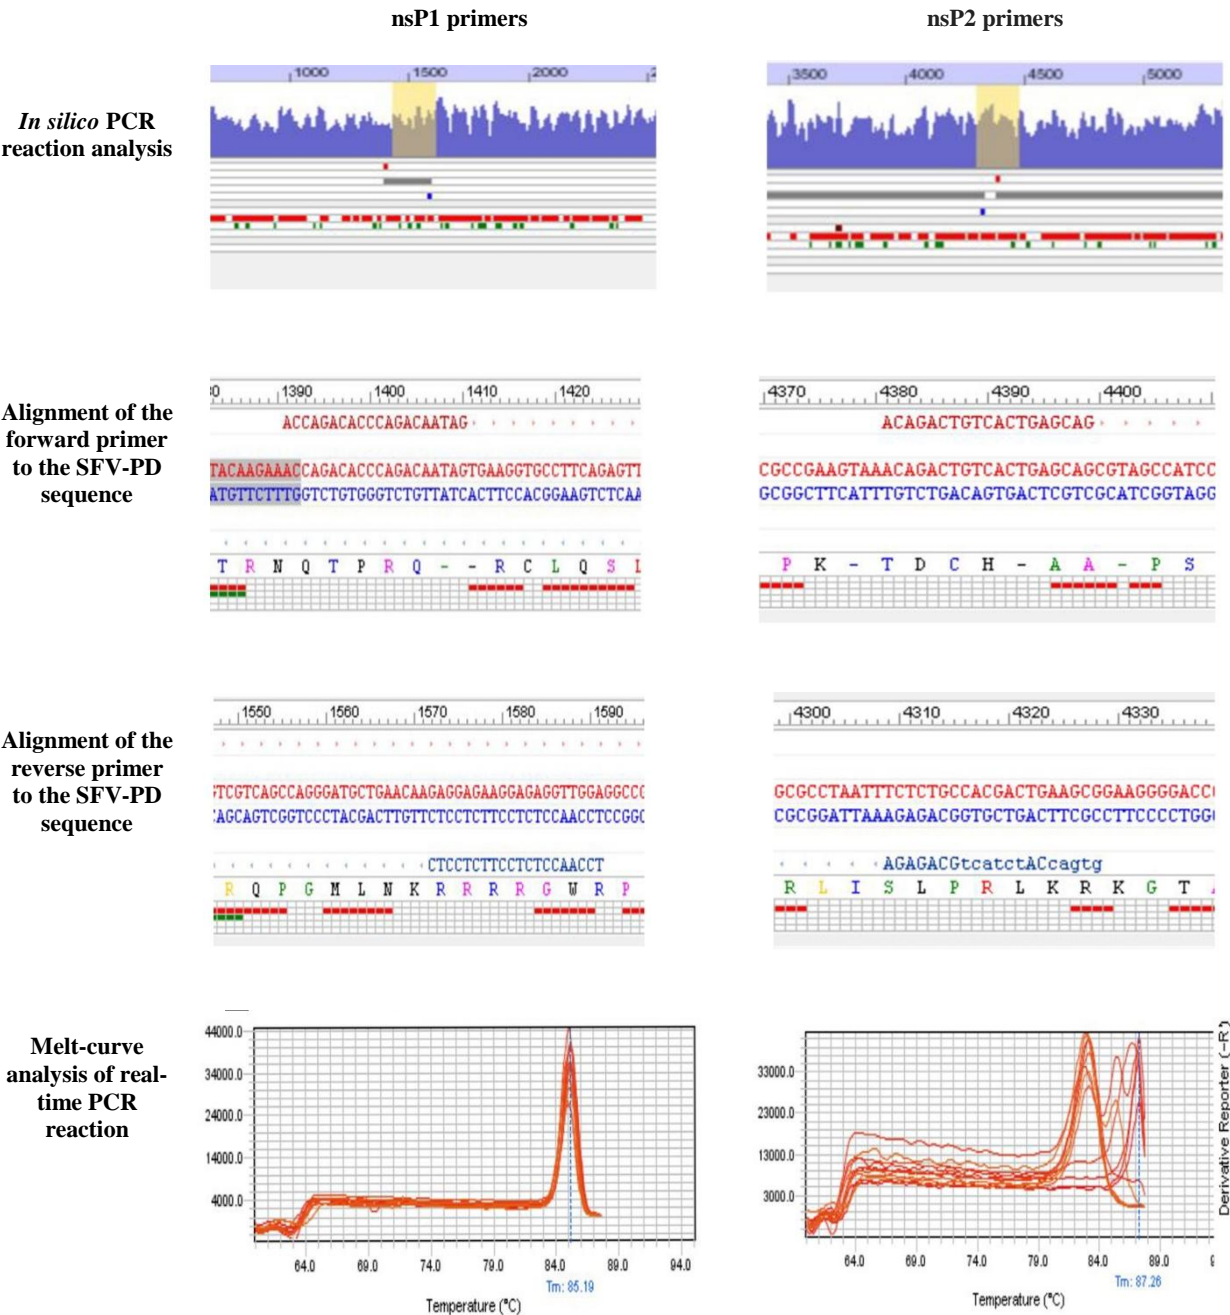 nsP1 primers
nsP2 primers
In silico PCR
reaction analysis
1000 1500 2000
3500 4000 4500 5000
Alignment of the
forward primer
to the SFV-PD
sequence
1390 1400 1410 1420
ACCAGACACCCAGACAATAG
TACAAGAAACCAGACACCCAGACAATAGTGAAGGTGCCTTCAGAGTT
ATGTTCTTTGGTCTGTGGGTCTGTTATCACTTCCACGGAAGTCTCAA
T R N Q T P R Q - - R C L Q S L
4370 4380 4390 4400
ACAGACTGTCACTGAGCAG
CGCCGAAGTAAACAGACTGTCACTGAGCAGCGTAGCCATCC
GCGGCTTCATTTGTCTGACAGTGACTCGTCGCATCGGTAGG
P K - T D C H - A A - P S
Alignment of the
reverse primer
to the SFV-PD
sequence
1550 1560 1570 1580 1590
GTCGTCAGCCAGGGATGCTGAACAAGAGGAGAAGGAGAGGTTGGAGGCCG
CAGCAGTCGGTCCCTACGACTTGTTCTCCTCTTCCTCTCCAACCTCCGGC
CTCCTCTTCCTCTCCAACCT
R Q P G M L N K R R R R G W R P
4300 4310 4320 4330
GCGCCTAATTTCTCTGCCACGACTGAAGCGGAAGGGGACC
CGCGGATTAAAGAGACGGTGCTGACTTCGCCTTCCCCTGG
AGAGACGtcatctACcagtg
R L I S L P R L K R K G T
Melt-curve
analysis of real-
time PCR
reaction
44000.0
34000.0
24000.0
14000.0
4000.0
64.0 69.0 74.0 79.0 84.0 89.0 94.0
Tm: 85.19
Temperature (°C)
33000.0
23000.0
13000.0
3000.0
64.0 69.0 74.0 79.0 84.0 89.0
Tm: 87.26
Temperature (°C)
Derivative Reporter (-R')